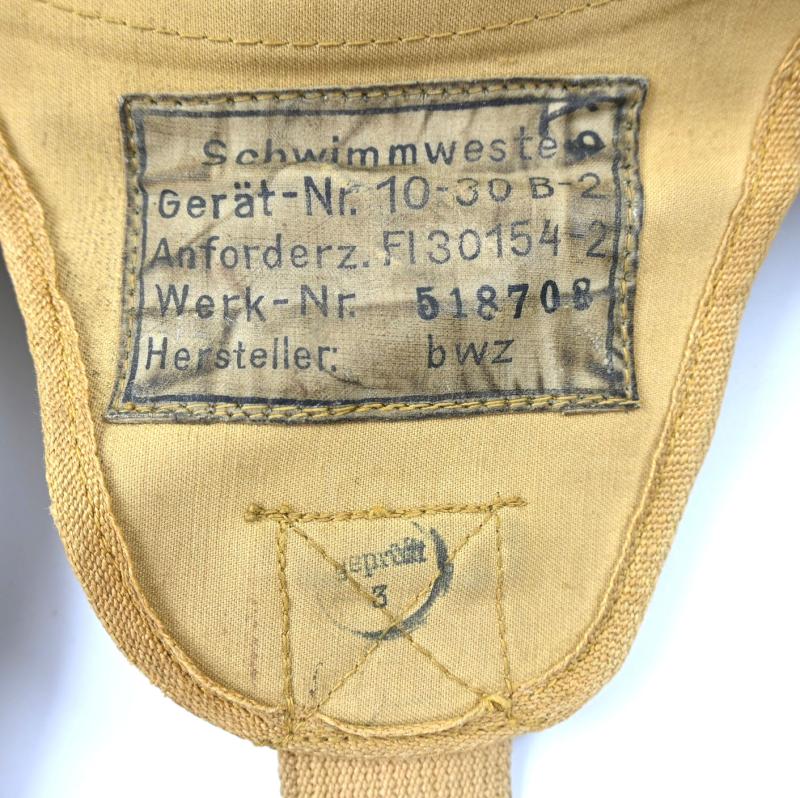 Schwimmweste
Gerät-Nr. 10-30 B-2
Anforderz. Fl 30154-2
Werk-Nr. 518708
Hersteller: bwz
geprüft
3